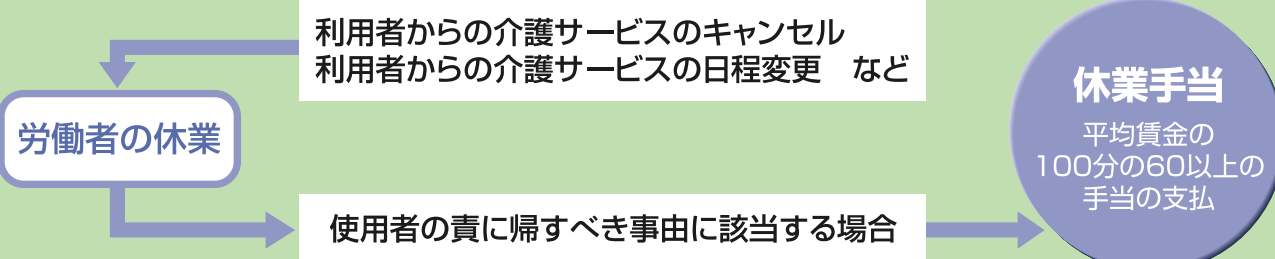 利用者からの介護サービスのキャンセル
利用者からの介護サービスの日程変更　など
労働者の休業
使用者の責に帰すべき事由に該当する場合
休業手当
平均賃金の
100分の60以上の
手当の支払